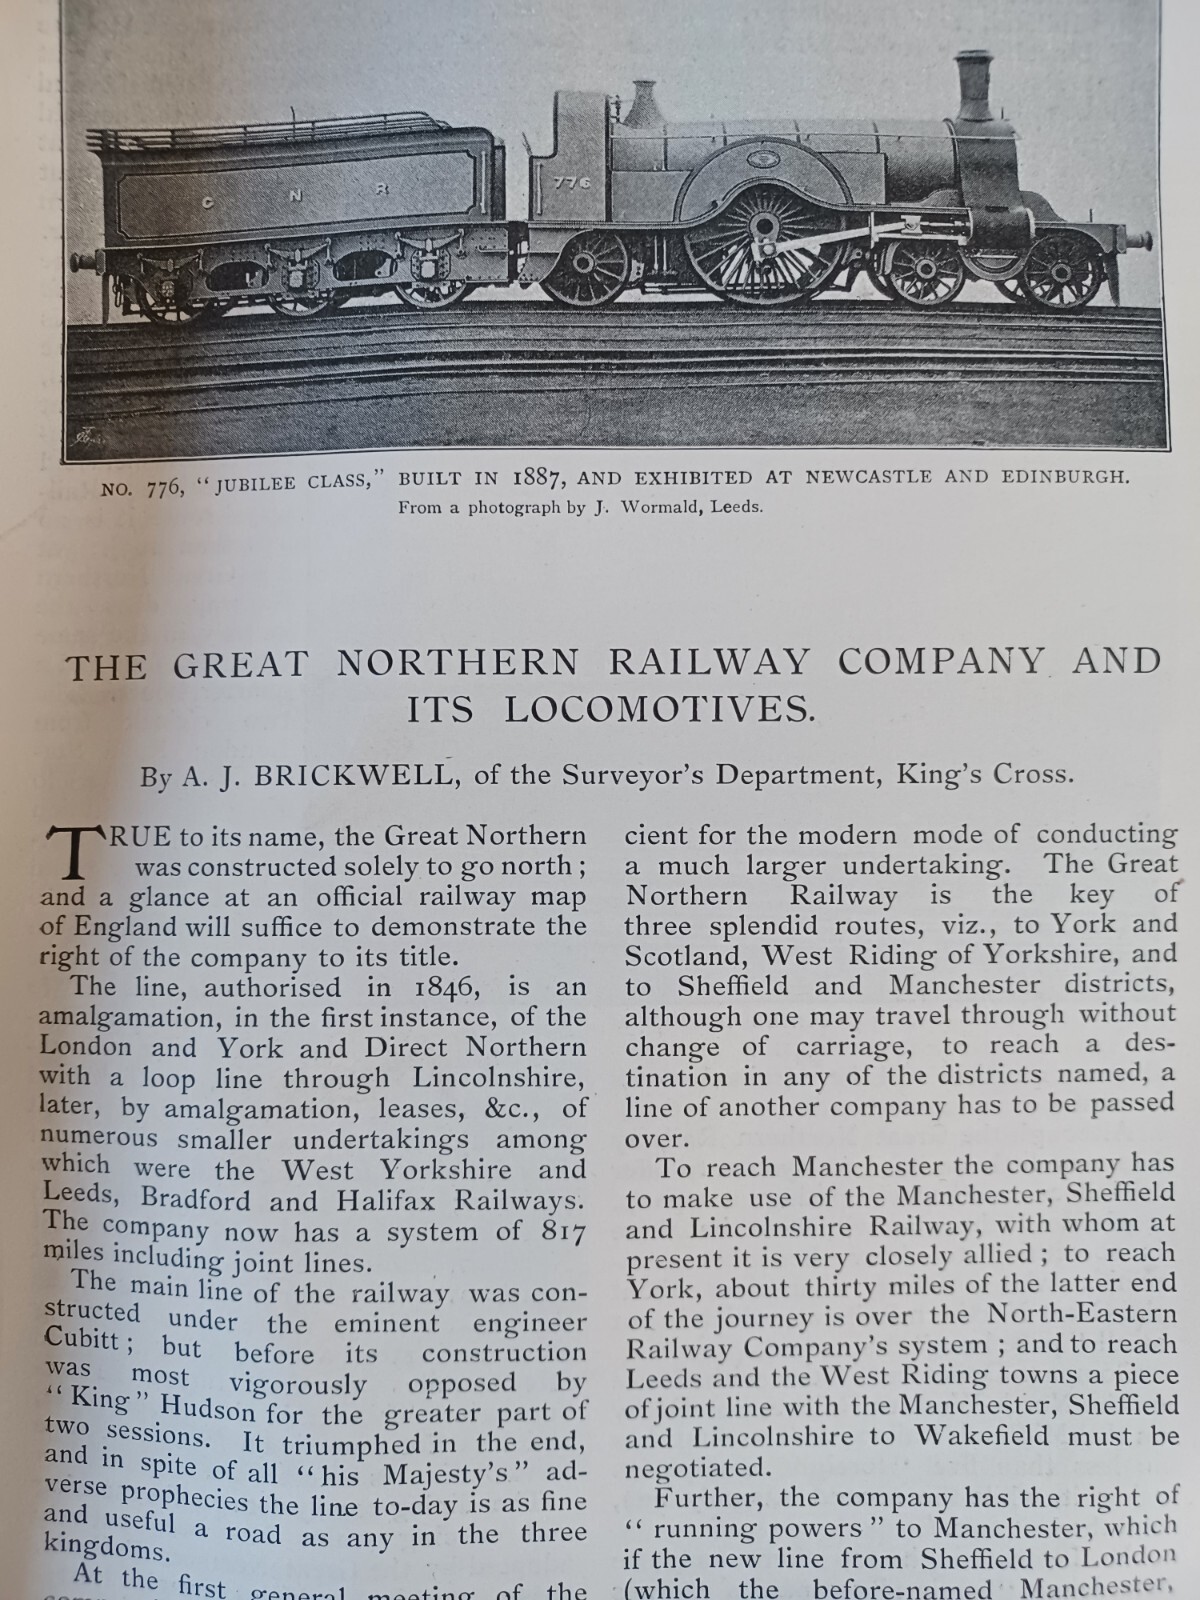 G N R
776
NO. 776, "JUBILEE CLASS," BUILT IN 1887, AND EXHIBITED AT NEWCASTLE AND EDINBURGH.
From a photograph by J. Wormald, Leeds.
THE GREAT NORTHERN RAILWAY COMPANY AND
ITS LOCOMOTIVES.
By A. J. BRICKWELL, of the Surveyor's Department, King's Cross.
TRUE to its name, the Great Northern
was constructed solely to go north;
and a glance at an official railway map
of England will suffice to demonstrate the
right of the company to its title.
The line, authorised in 1846, is an
amalgamation, in the first instance, of the
London and York and Direct Northern
with a loop line through Lincolnshire,
later, by amalgamation, leases, &c., of
numerous smaller undertakings among
which were the West Yorkshire and
Leeds, Bradford and Halifax Railways.
The company now has a system of 817
miles including joint lines.
The main line of the railway was con-
structed under the eminent engineer
Cubitt; but before its construction
was most vigorously opposed by
"King" Hudson for the greater part of
two sessions. It triumphed in the end,
and in spite of all "his Majesty's" ad-
verse prophecies the line to-day is as fine
and useful a road as any in the three
kingdoms.
At the first general meeting of the
cient for the modern mode of conducting
a much larger undertaking. The Great
Northern Railway is the key of
three splendid routes, viz., to York and
Scotland, West Riding of Yorkshire, and
to Sheffield and Manchester districts,
although one may travel through without
change of carriage, to reach a des-
tination in any of the districts named, a
line of another company has to be passed
over.
To reach Manchester the company has
to make use of the Manchester, Sheffield
and Lincolnshire Railway, with whom at
present it is very closely allied; to reach
York, about thirty miles of the latter end
of the journey is over the North-Eastern
Railway Company's system; and to reach
Leeds and the West Riding towns a piece
of joint line with the Manchester, Sheffield
and Lincolnshire to Wakefield must be
negotiated.
Further, the company has the right of
"running powers" to Manchester, which
if the new line from Sheffield to London
(which the before-named Manchester,